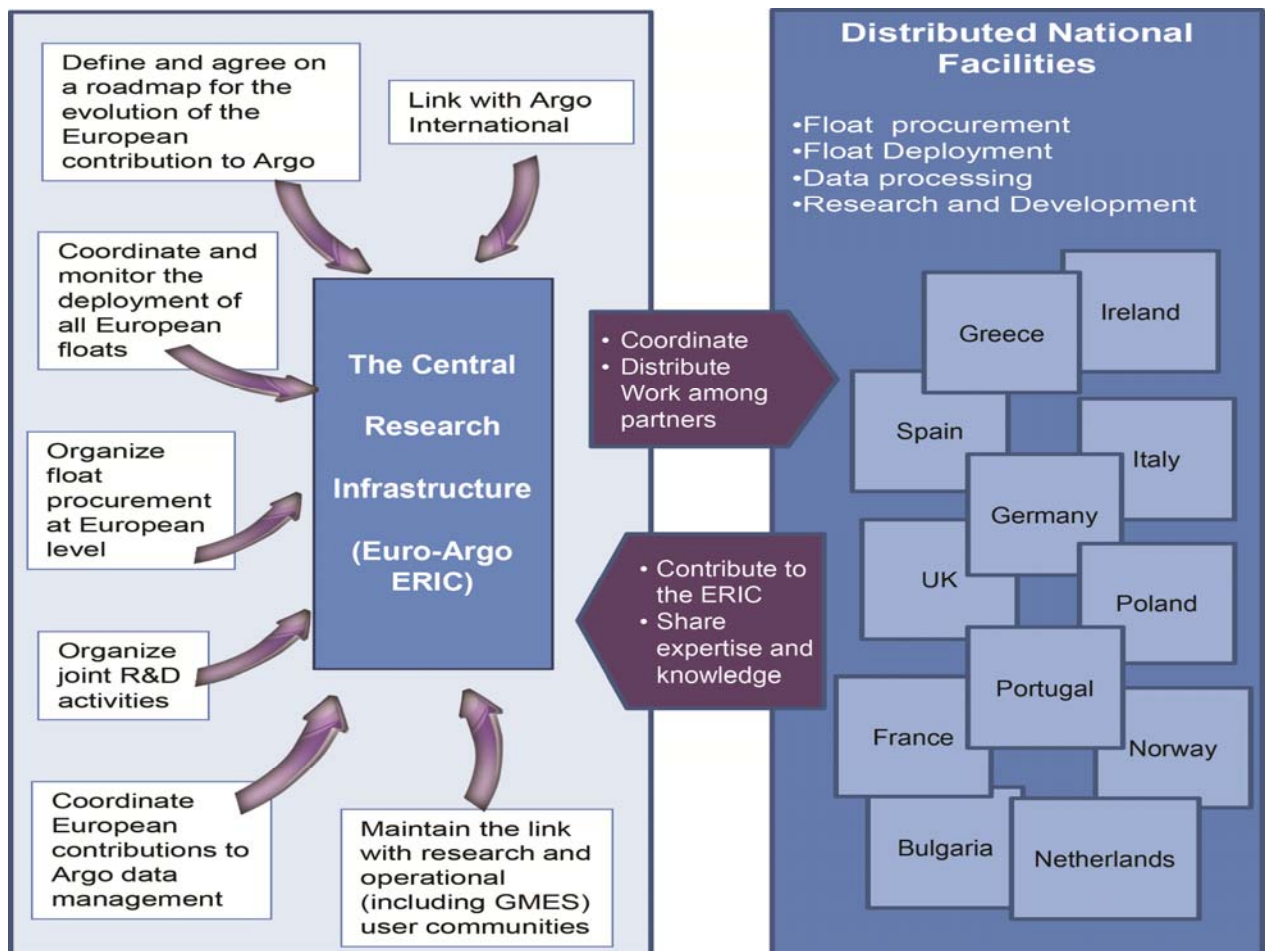 Define and agree on
a roadmap for the
evolution of the
European
contribution to Argo
Link with Argo
International
Coordinate and
monitor the
deployment of
all European
floats
Organize
float
procurement
at European
level
Organize
joint R&D
activities
Coordinate
European
contributions to
Argo data
management
Maintain the link
with research and
operational
(including GMES)
user communities
The Central
Research
Infrastructure
(Euro-Argo
ERIC)
• Coordinate
• Distribute
Work among
partners
• Contribute to
the ERIC
• Share
expertise and
knowledge
Distributed National
Facilities
•Float procurement
•Float Deployment
•Data processing
•Research and Development
Ireland
Greece
Spain
Italy
Germany
UK
Poland
Portugal
France
Norway
Bulgaria
Netherlands